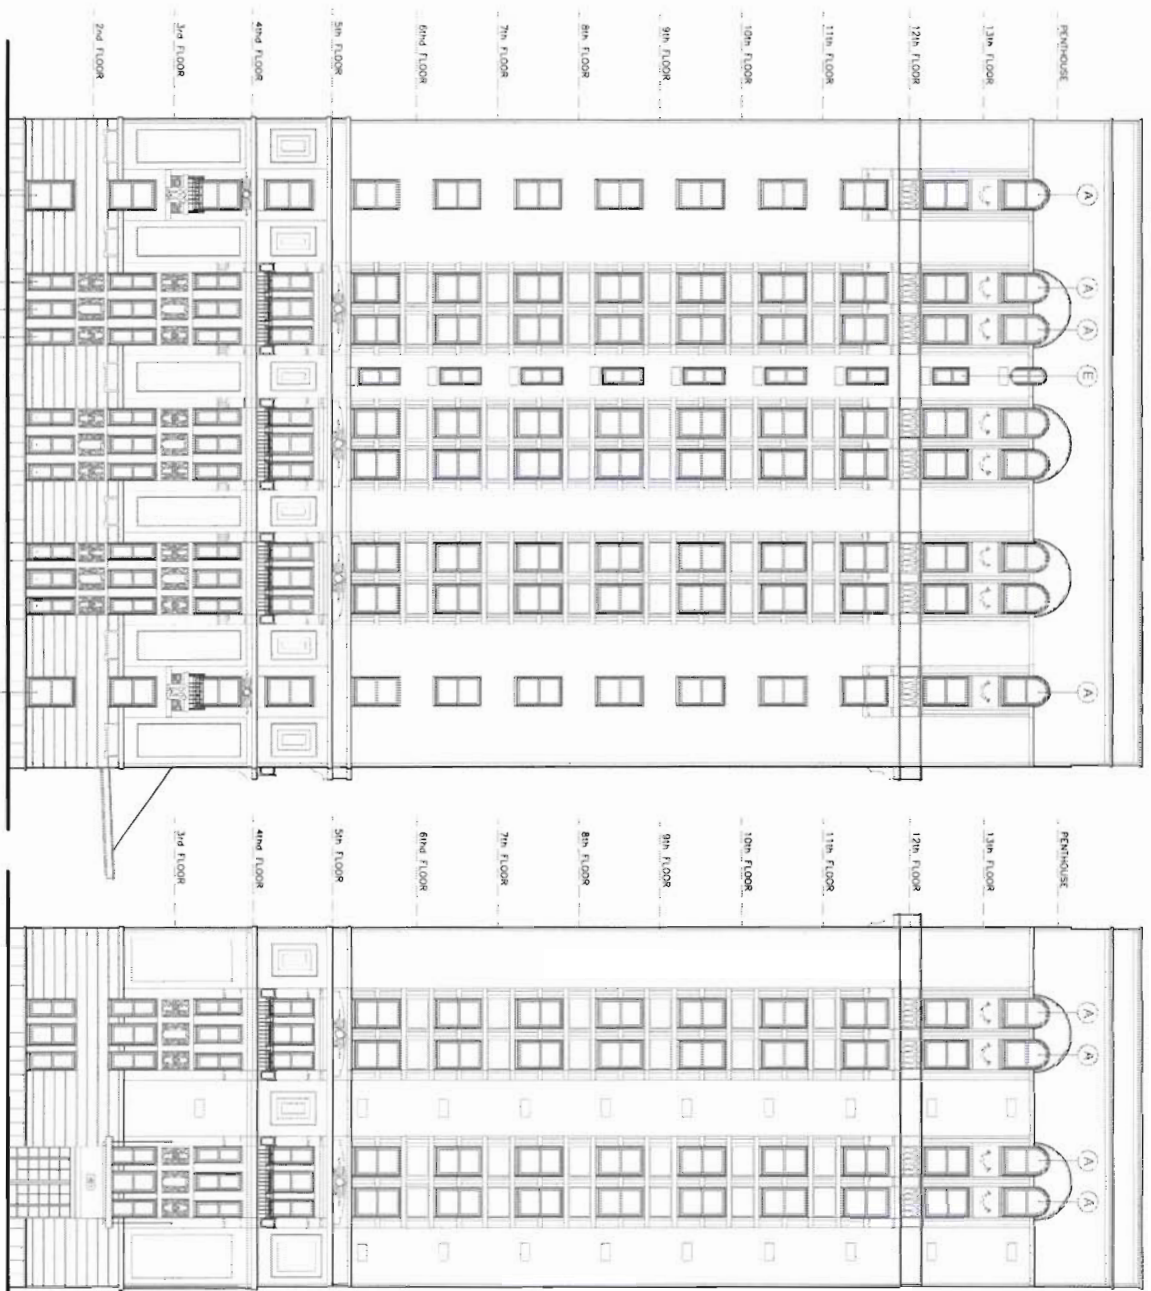 PENTHOUSE A A A E A PENTHOUSE A A A A
13th FLOOR 13th FLOOR
12th FLOOR 12th FLOOR
11th FLOOR 11th FLOOR
10th FLOOR 10th FLOOR
9th FLOOR 9th FLOOR
8th FLOOR 8th FLOOR
7th FLOOR 7th FLOOR
6thd FLOOR 6thd FLOOR
5th FLOOR 5th FLOOR
4thd FLOOR 4thd FLOOR
3rd FLOOR 3rd FLOOR
2nd FLOOR